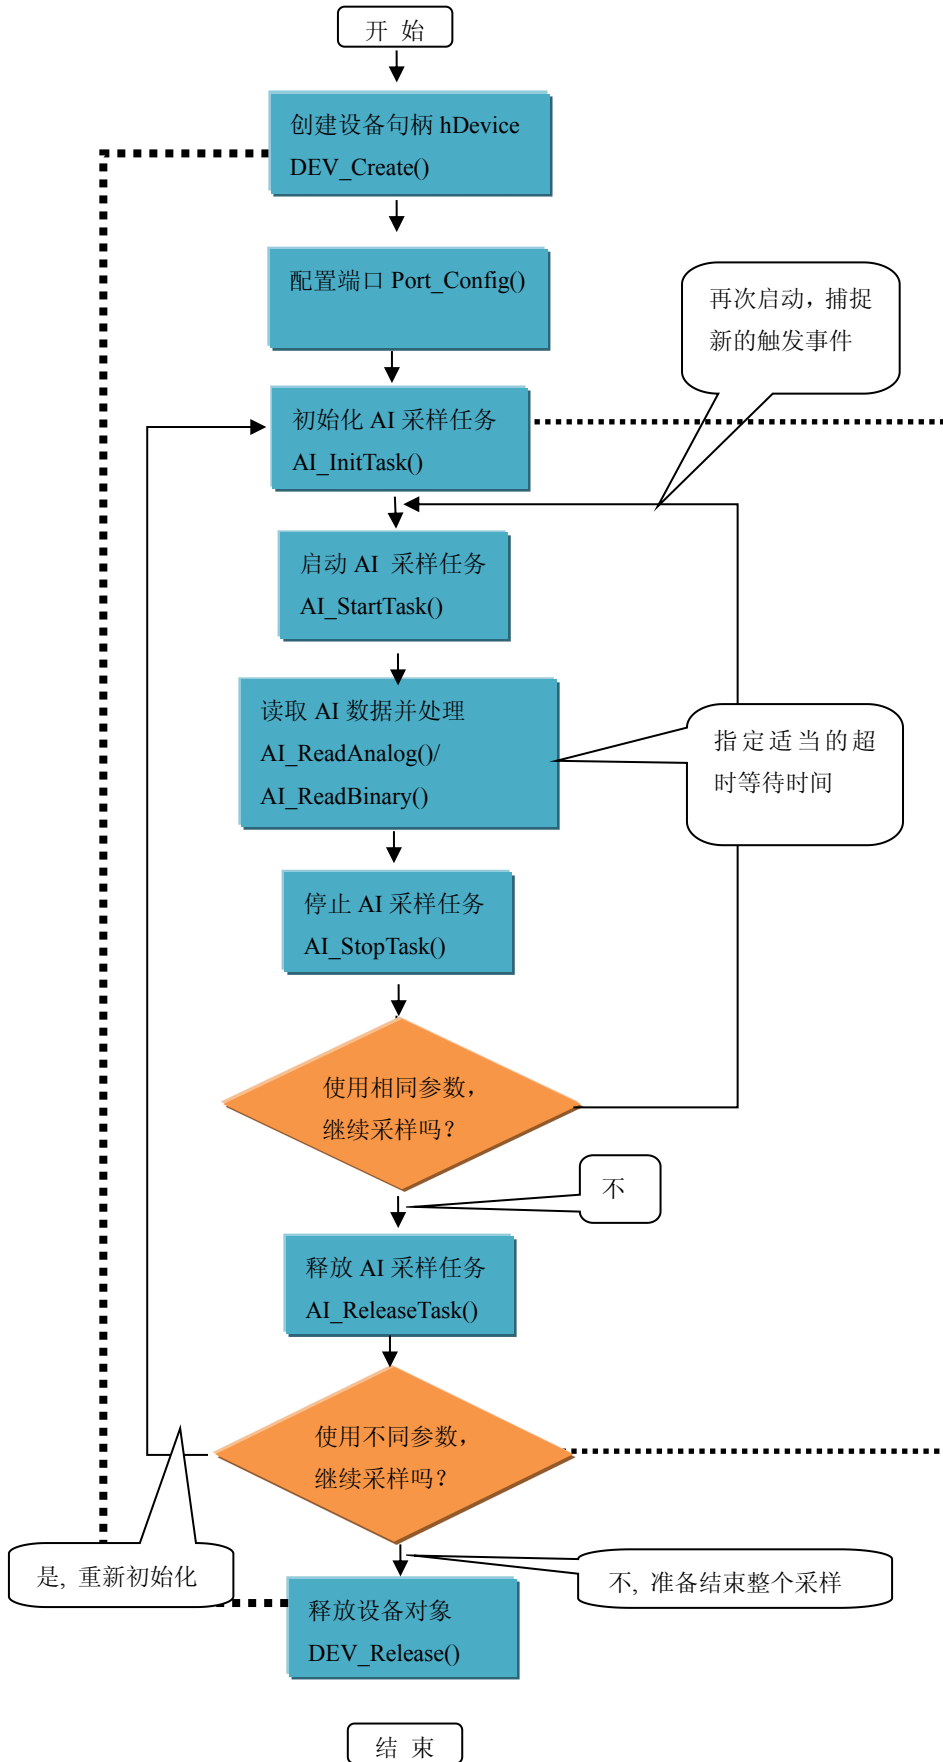 开 始
创建设备句柄 hDevice
DEV_Create()
配置端口 Port_Config()
再次启动，捕捉
新的触发事件
初始化 AI 采样任务
AI_InitTask()
启动 AI 采样任务
AI_StartTask()
读取 AI 数据并处理
AI_ReadAnalog()/
AI_ReadBinary()
指定适当的超
时等待时间
停止 AI 采样任务
AI_StopTask()
使用相同参数，
继续采样吗？
不
释放 AI 采样任务
AI_ReleaseTask()
使用不同参数，
继续采样吗？
是, 重新初始化
不, 准备结束整个采样
释放设备对象
DEV_Release()
结 束